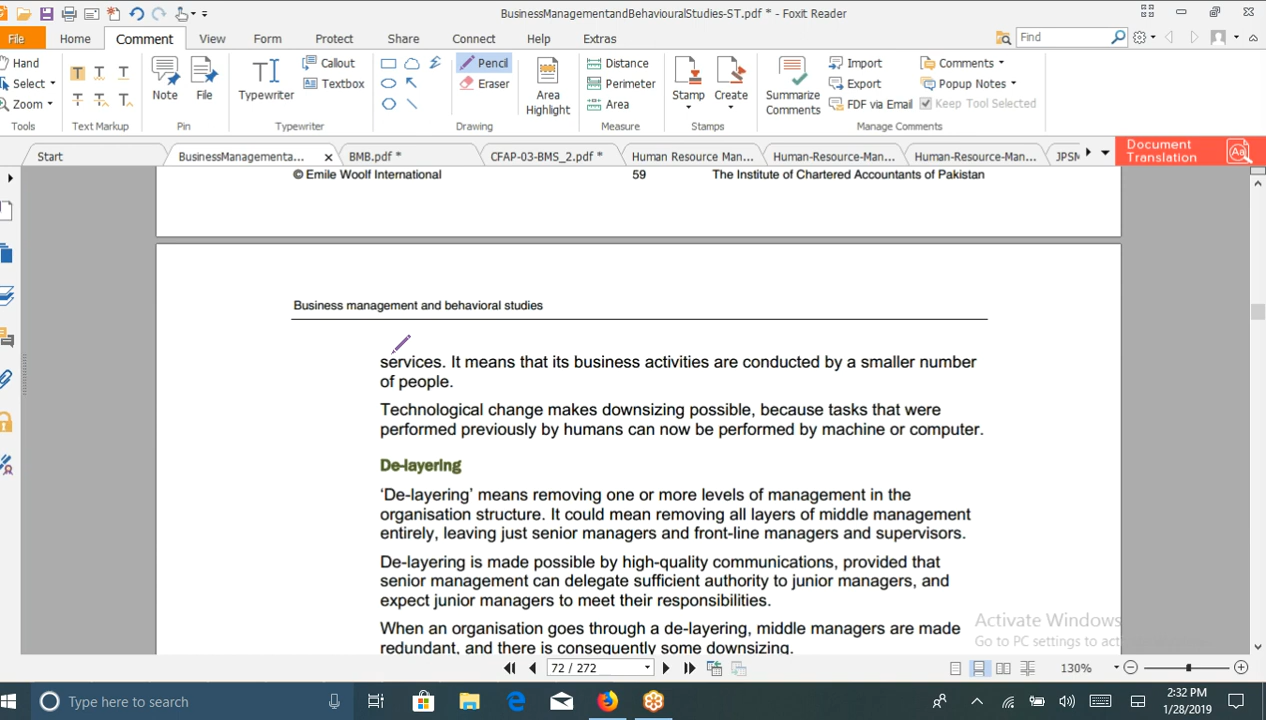 BusinessManagementandBehaviouralStudies-ST.pdf * - Foxit Reader
File Home Comment View Form Protect Share Connect Help Extras Find
Hand Select Zoom Tools
Text Markup
Note File Pin
Typewriter Callout Textbox Typewriter
Pencil Eraser Area Highlight Drawing
Distance Perimeter Area Measure
Stamp Create Stamps
Summarize Comments Import Export FDF via Email Comments Popup Notes Keep Tool Selected Manage Comments
Start BusinessManagementa... BMB.pdf * CFAP-03-BMS_2.pdf * Human Resource Man... Human-Resource-Man... Human-Resource-Man... JPSM
Document Translation
© Emile Woolf International 59 The Institute of Chartered Accountants of Pakistan
Business management and behavioral studies
services. It means that its business activities are conducted by a smaller number
of people.
Technological change makes downsizing possible, because tasks that were
performed previously by humans can now be performed by machine or computer.
De-layering
‘De-layering’ means removing one or more levels of management in the
organisation structure. It could mean removing all layers of middle management
entirely, leaving just senior managers and front-line managers and supervisors.
De-layering is made possible by high-quality communications, provided that
senior management can delegate sufficient authority to junior managers, and
expect junior managers to meet their responsibilities.
When an organisation goes through a de-layering, middle managers are made
redundant, and there is consequently some downsizing.
Activate Windows
Go to PC settings to act
72 / 272 130%
Type here to search 2:32 PM
1/28/2019